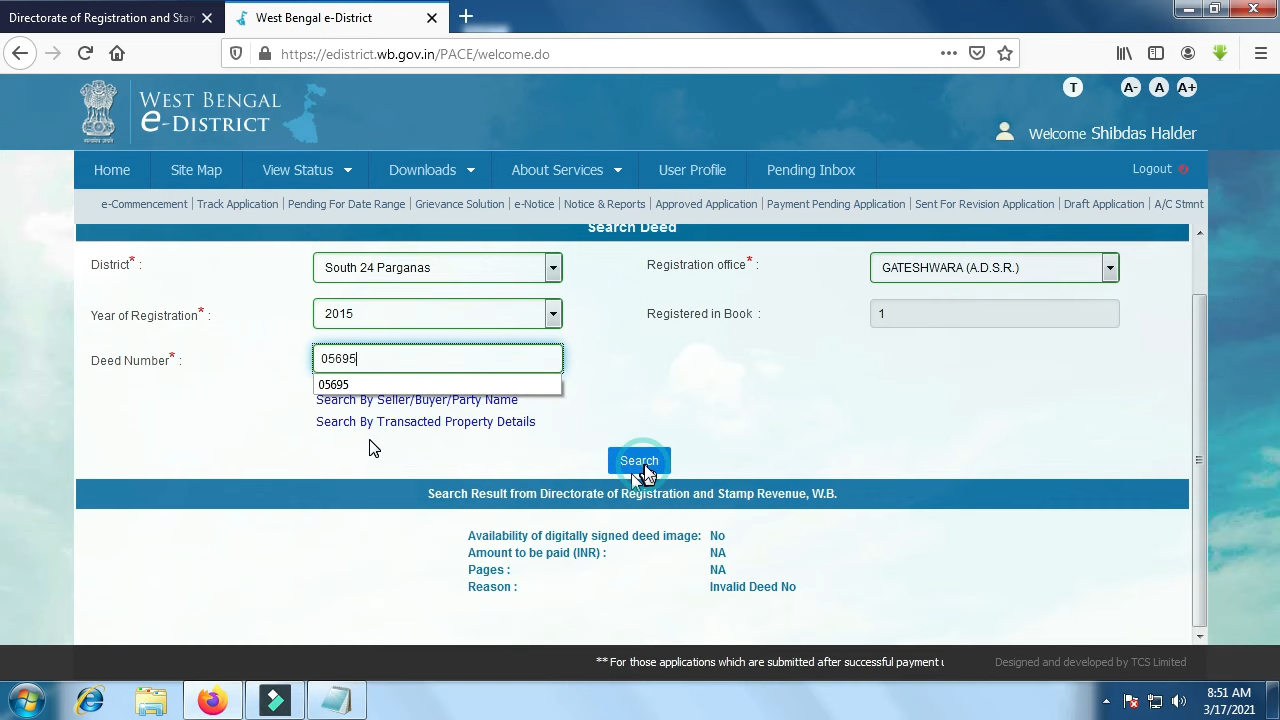 Directorate of Registration and Stam
West Bengal e-District
https://edistrict.wb.gov.in/PACE/welcome.do
WEST BENGAL
e-DISTRICT
T A- A A+
Welcome Shibdas Halder
Home Site Map View Status Downloads About Services User Profile Pending Inbox Logout
e-Commencement | Track Application | Pending For Date Range | Grievance Solution | e-Notice | Notice & Reports | Approved Application | Payment Pending Application | Sent For Revision Application | Draft Application | A/C Stmnt
Search Deed
District* : South 24 Parganas Registration office* : GATESHWARA (A.D.S.R.)
Year of Registration* : 2015 Registered in Book : 1
Deed Number* : 05695
05695
Search By Seller/Buyer/Party Name
Search By Transacted Property Details
Search
Search Result from Directorate of Registration and Stamp Revenue, W.B.
Availability of digitally signed deed image: No
Amount to be paid (INR) : NA
Pages : NA
Reason : Invalid Deed No
** For those applications which are submitted after successful payment u
Designed and developed by TCS Limited
8:51 AM
3/17/2021